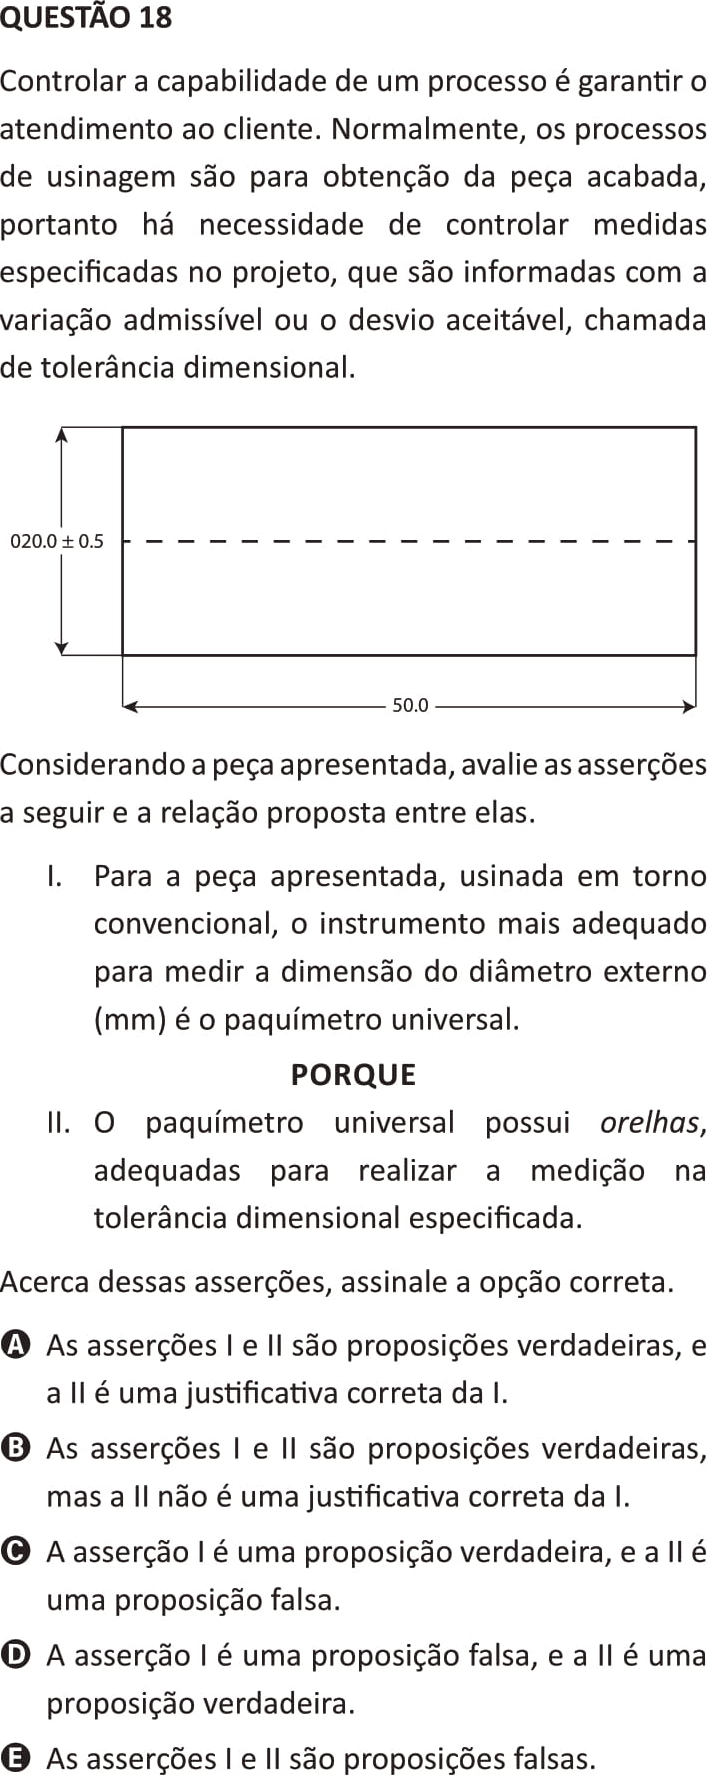 QUESTÃO 18
Controlar a capabilidade de um processo é garantir o
atendimento ao cliente. Normalmente, os processos
de usinagem são para obtenção da peça acabada,
portanto há necessidade de controlar medidas
especificadas no projeto, que são informadas com a
variação admissível ou o desvio aceitável, chamada
de tolerância dimensional.
020.0 ± 0.5
50.0
Considerando a peça apresentada, avalie as asserções
a seguir e a relação proposta entre elas.
I. Para a peça apresentada, usinada em torno
convencional, o instrumento mais adequado
para medir a dimensão do diâmetro externo
(mm) é o paquímetro universal.
PORQUE
II. O paquímetro universal possui orelhas,
adequadas para realizar a medição na
tolerância dimensional especificada.
Acerca dessas asserções, assinale a opção correta.
A As asserções I e II são proposições verdadeiras, e
a II é uma justificativa correta da I.
B As asserções I e II são proposições verdadeiras,
mas a II não é uma justificativa correta da I.
C A asserção I é uma proposição verdadeira, e a II é
uma proposição falsa.
D A asserção I é uma proposição falsa, e a II é uma
proposição verdadeira.
E As asserções I e II são proposições falsas.